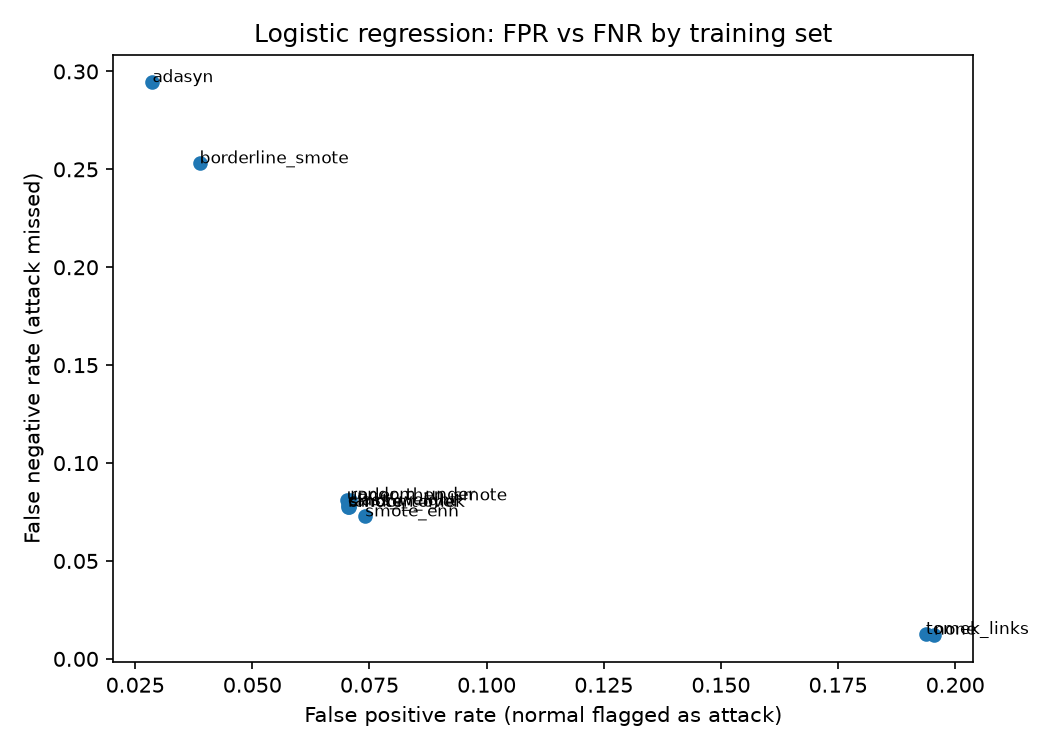 Logistic regression: FPR vs FNR by training set
False negative rate (attack missed)
0.30
0.25
0.20
0.15
0.10
0.05
0.00
adasyn
borderline_smote
smote_enn
tomek_links
none
0.025
0.050
0.075
0.100
0.125
0.150
0.175
0.200
False positive rate (normal flagged as attack)